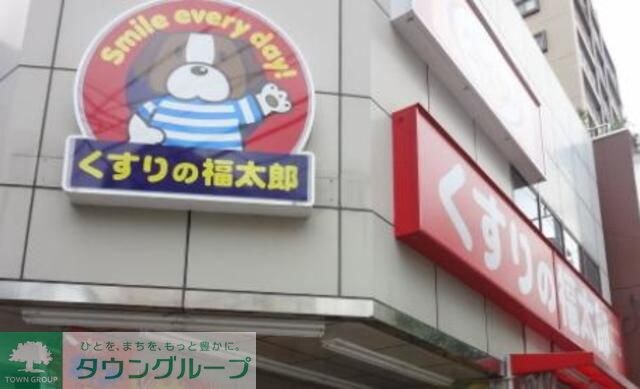 Smile every day!
くすりの福太郎
くすりの福太郎
ひとを、まちを、もっと豊かに。
タウングループ
TOWN GROUP